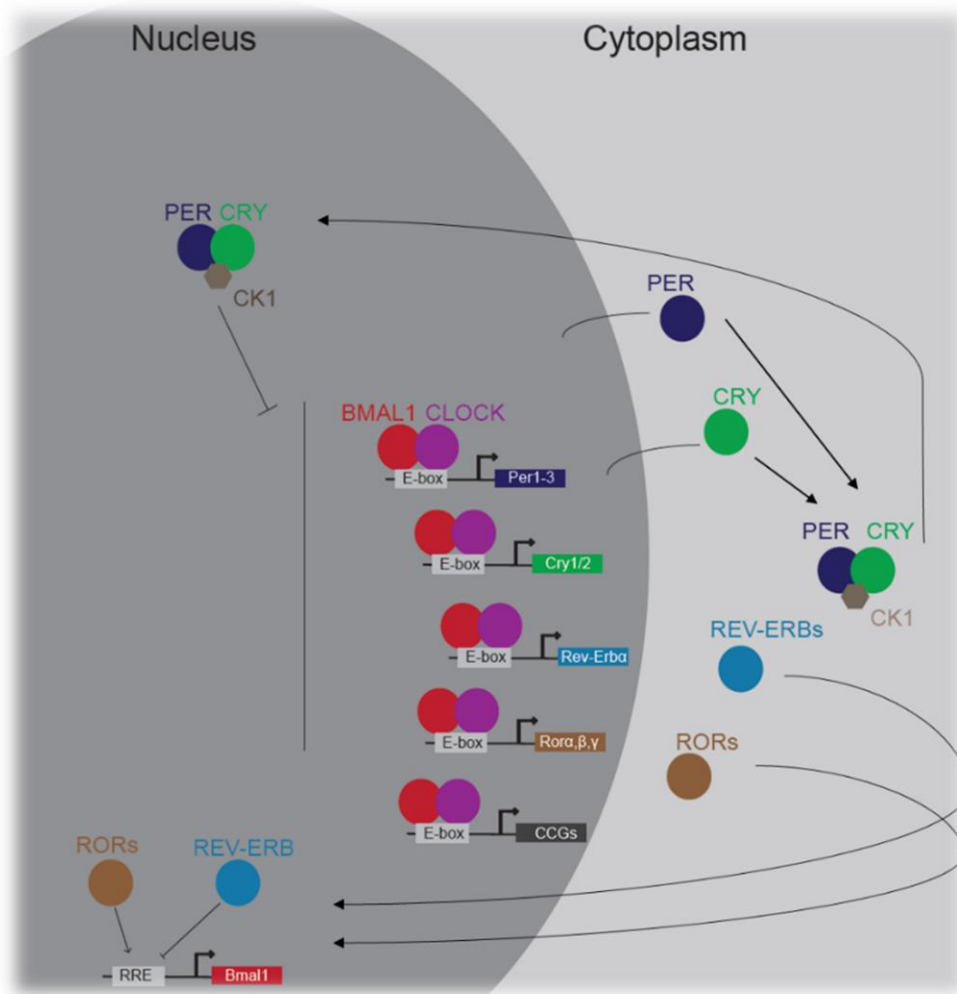 Nucleus
Cytoplasm
PER CRY
CK1
PER
CRY
BMAL1 CLOCK
E-box
Per1-3
E-box
Cry1/2
PER CRY
CK1
E-box
Rev-Erbα
REV-ERBs
E-box
Rorα,β,γ
RORs
E-box
CCGs
RORs
REV-ERB
RRE
Bmal1